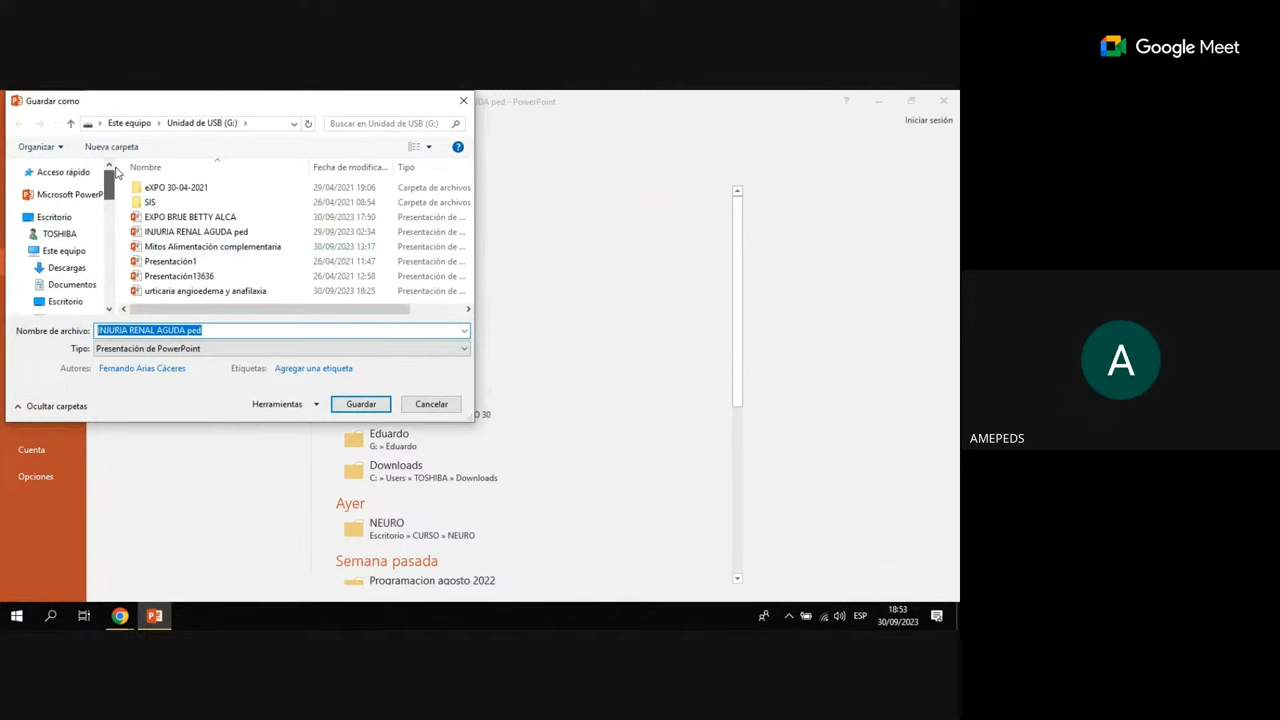 Google Meet
Guardar como
UDA ped - PowerPoint
Iniciar sesión
Este equipo
Unidad de USB (G:)
Buscar en Unidad de USB (G:)
Organizar
Nueva carpeta
Acceso rápido
Microsoft PowerP
Escritorio
TOSHIBA
Este equipo
Descargas
Documentos
Escritorio
Nombre Fecha de modifica... Tipo
eXPO 30-04-2021 29/04/2021 19:06 Carpeta de archivos
SIS 26/04/2021 08:54 Carpeta de archivos
EXPO BRUE BETTY ALCA 30/09/2023 17:50 Presentación de ...
INJURIA RENAL AGUDA ped 29/09/2023 02:34 Presentación de ...
Mitos Alimentación complementaria 30/09/2023 13:17 Presentación de ...
Presentación1 26/04/2021 11:47 Presentación de ...
Presentación13636 26/04/2021 12:58 Presentación de ...
urticaria angioedema y anafilaxia 30/09/2023 18:25 Presentación de ...
Nombre de archivo: INJURIA RENAL AGUDA ped
Tipo: Presentación de PowerPoint
Autores: Fernando Arias Cáceres Etiquetas: Agregar una etiqueta
Ocultar carpetas
Herramientas
Guardar
Cancelar
30
Eduardo
G: » Eduardo
Downloads
C: » Users » TOSHIBA » Downloads
Ayer
NEURO
Escritorio » CURSO » NEURO
Semana pasada
Programacion agosto 2022
Cuenta
Opciones
A
AMEPEDS
ESP
18:53
30/09/2023